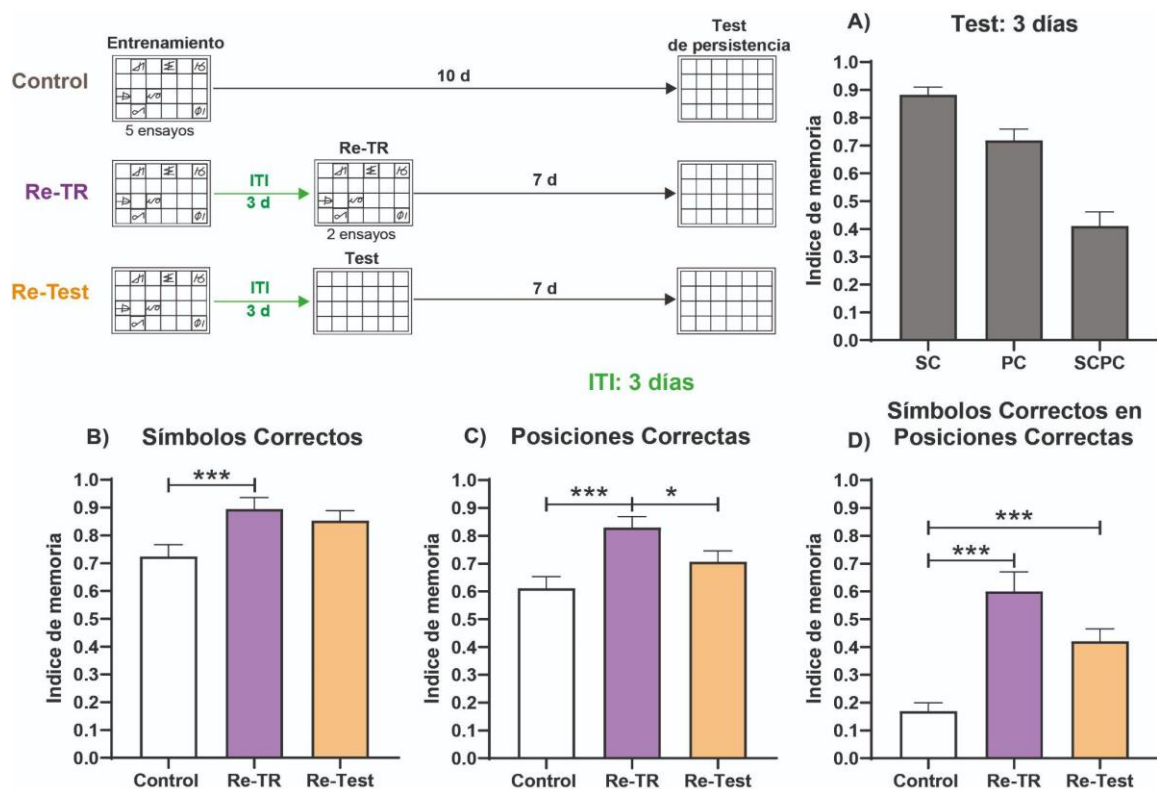 Entrenamiento
Test
de persistencia
Control
10 d
5 ensayos
Re-TR
Re-TR
ITI
3 d
7 d
2 ensayos
Re-Test
ITI
3 d
Test
7 d
ITI: 3 días
A) Test: 3 días
Indice de memoria
1.0
0.9
0.8
0.7
0.6
0.5
0.4
0.3
0.2
0.1
0.0
SC PC SCPC
B) Símbolos Correctos
Indice de memoria
1.0
0.9
0.8
0.7
0.6
0.5
0.4
0.3
0.2
0.1
0.0
***
Control Re-TR Re-Test
C) Posiciones Correctas
Indice de memoria
1.0
0.9
0.8
0.7
0.6
0.5
0.4
0.3
0.2
0.1
0.0
*** *
Control Re-TR Re-Test
Símbolos Correctos en
D) Posiciones Correctas
Indice de memoria
1.0
0.9
0.8
0.7
0.6
0.5
0.4
0.3
0.2
0.1
0.0
***
***
Control Re-TR Re-Test